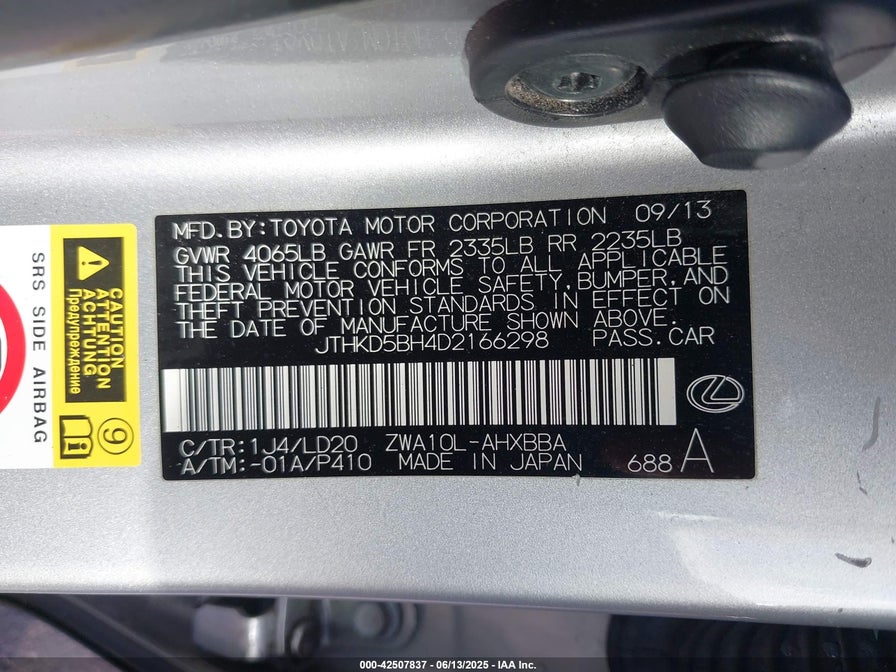 MFD. BY: TOYOTA MOTOR CORPORATION 09/13
GVWR 4065LB GAWR FR 2335LB RR 2235LB
THIS VEHICLE CONFORMS TO ALL APPLICABLE
FEDERAL MOTOR VEHICLE SAFETY, BUMPER, AND
THEFT PREVENTION STANDARDS IN EFFECT ON
THE DATE OF MANUFACTURE SHOWN ABOVE.
JTHKD5BH4D2166298 PASS. CAR
C/TR: 1J4/LD20 ZWA10L-AHXBBA
A/TM: -01A/P410 MADE IN JAPAN 688 A
CAUTION
ATTENTION
ACHTUNG
Предупреждение
SRS SIDE AIRBAG
9
000-42507837 - 06/13/2025 - IAA Inc.